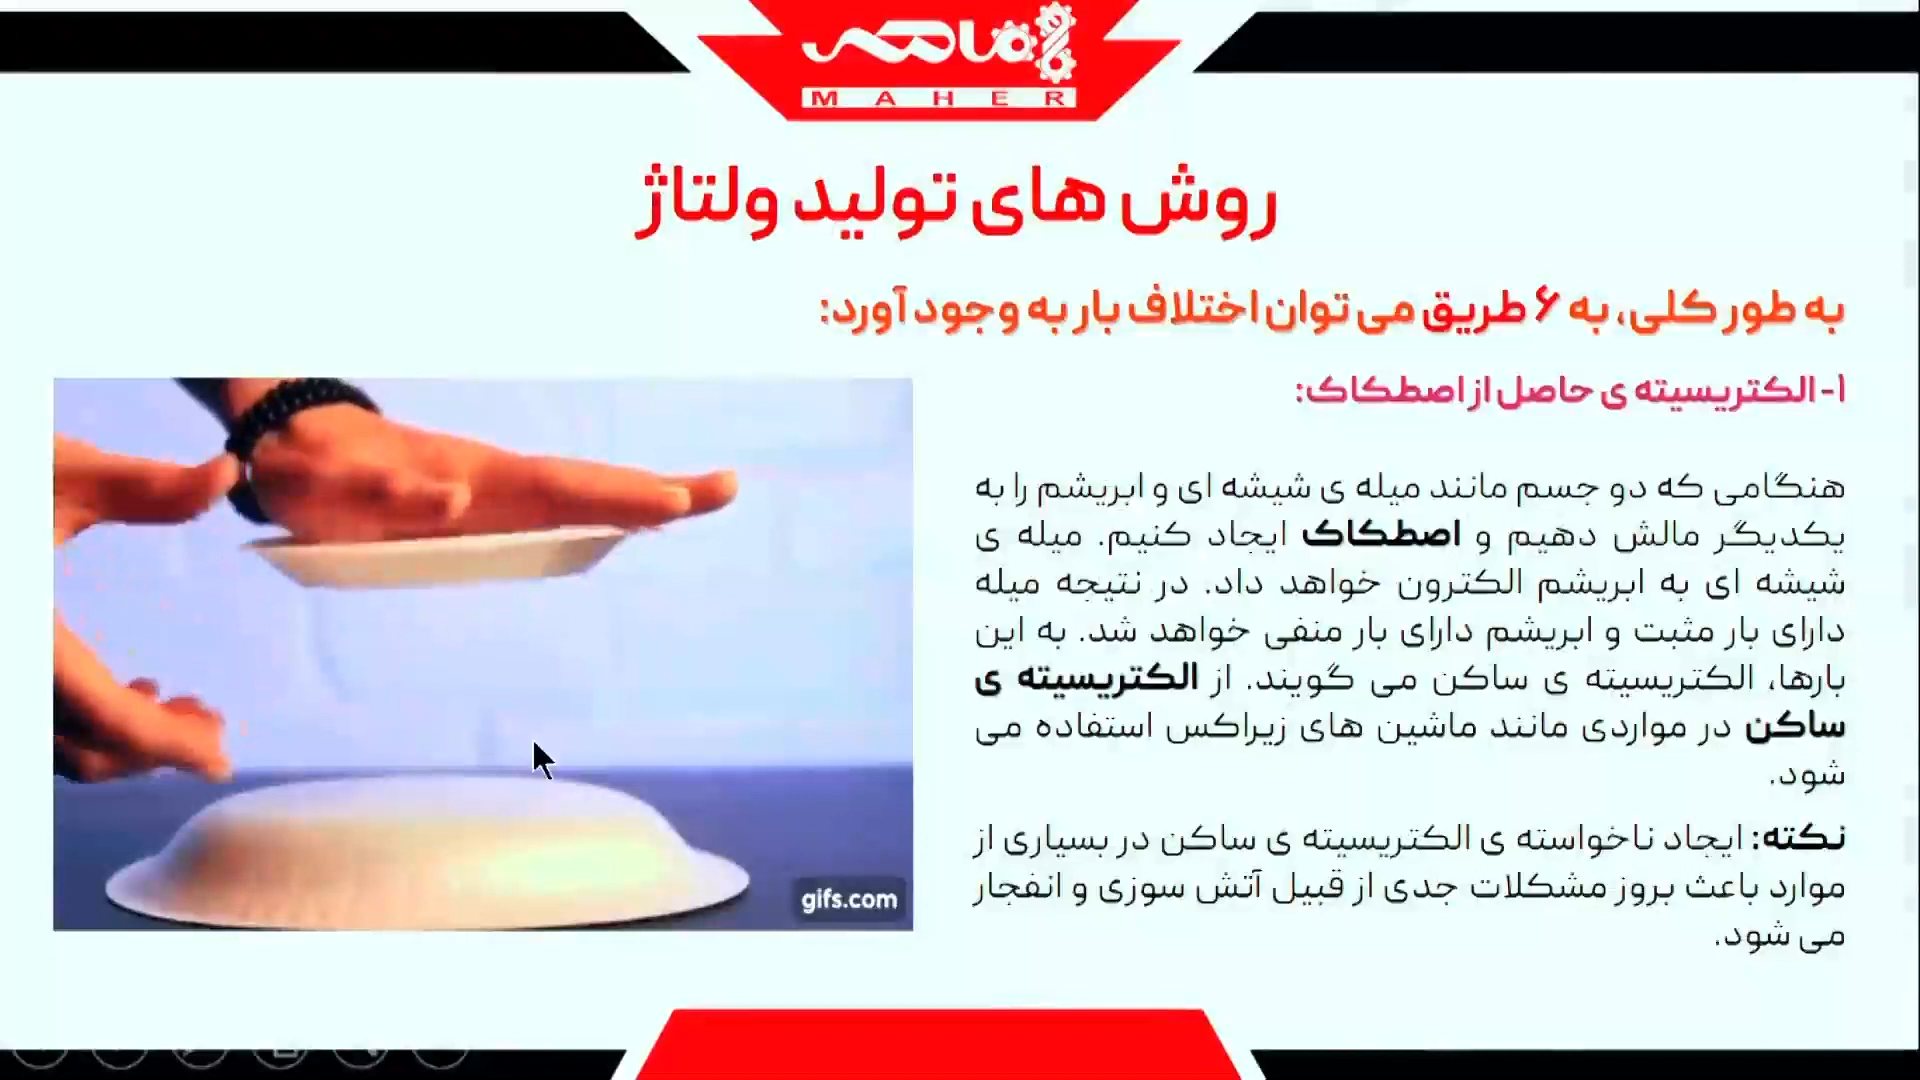 ماهر
MAHER
روش های تولید ولتاژ
به طور کلی، به ۶ طریق می توان اختلاف بار به وجود آورد:
۱- الکتریسیته ی حاصل از اصطکاک:
هنگامی که دو جسم مانند میله ی شیشه ای و ابریشم را به
یکدیگر مالش دهیم و اصطکاک ایجاد کنیم. میله ی
شیشه ای به ابریشم الکترون خواهد داد. در نتیجه میله
دارای بار مثبت و ابریشم دارای بار منفی خواهد شد. به این
بارها، الکتریسیته ی ساکن می گویند. از الکتریسیته ی
ساکن در مواردی مانند ماشین های زیراکس استفاده می
شود.
نکته: ایجاد ناخواسته ی الکتریسیته ی ساکن در بسیاری از
موارد باعث بروز مشکلات جدی از قبیل آتش سوزی و انفجار
می شود.
gifs.com